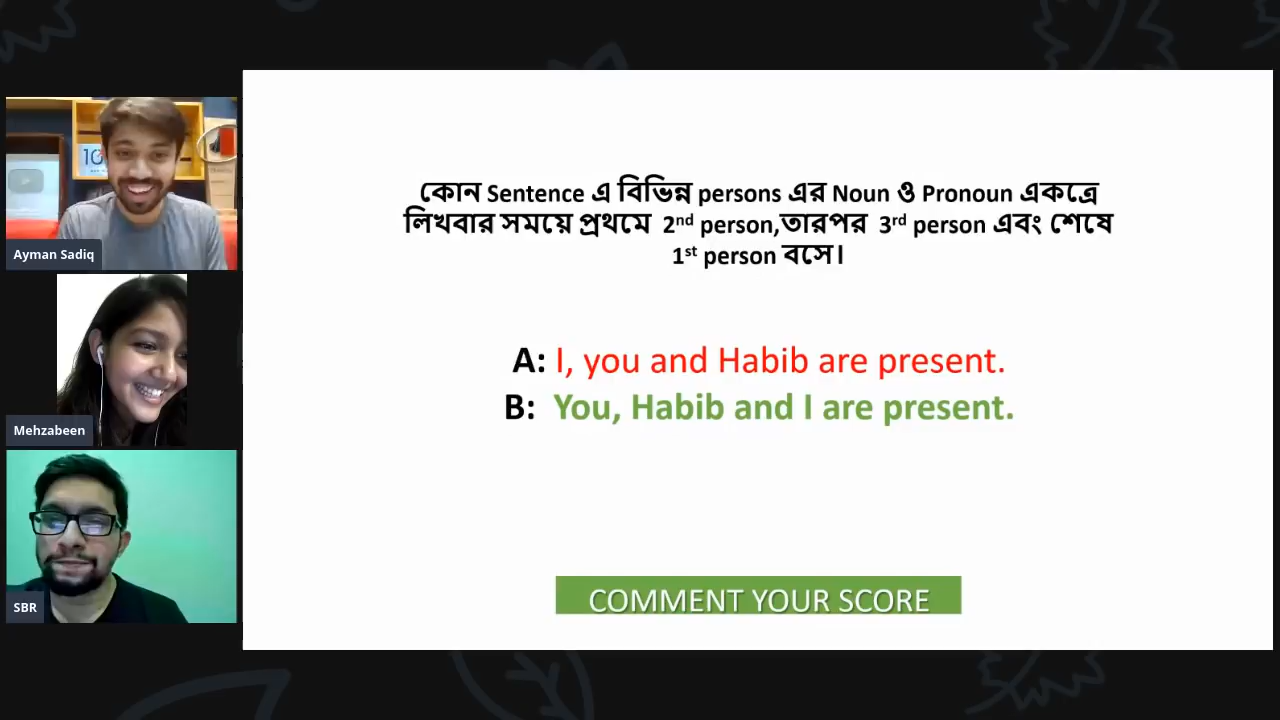 10
Ayman Sadiq
Mehzabeen
SBR
কোন Sentence এ বিভিন্ন persons এর Noun ও Pronoun একত্রে
লিখবার সময়ে প্রথমে 2nd person,তারপর 3rd person এবং শেষে
1st person বসে।
A: I, you and Habib are present.
B: You, Habib and I are present.
COMMENT YOUR SCORE